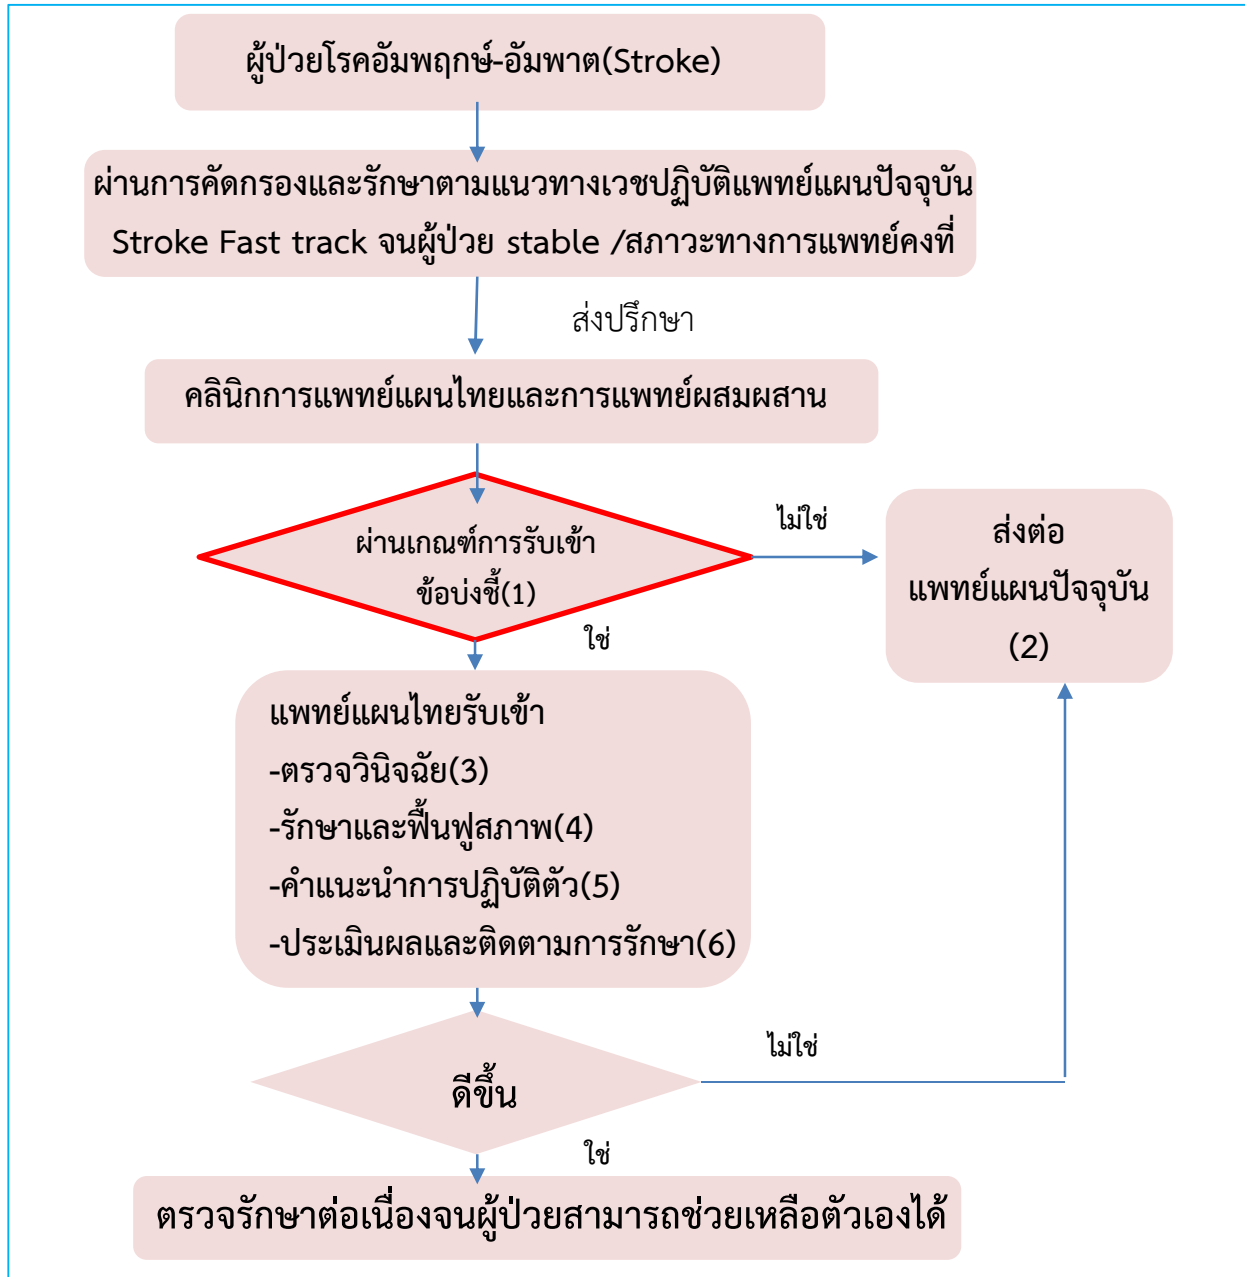 ผู้ป่วยโรคอัมพฤกษ์-อัมพาต(Stroke)
ผ่านการคัดกรองและรักษาตามแนวทางเวชปฏิบัติแพทย์แผนปัจจุบัน
Stroke Fast track จนผู้ป่วย stable /สภาวะทางการแพทย์คงที่
ส่งปรึกษา
คลินิกการแพทย์แผนไทยและการแพทย์ผสมผสาน
ผ่านเกณฑ์การรับเข้า
ข้อบ่งชี้(1)
ไม่ใช่
ส่งต่อ
แพทย์แผนปัจจุบัน
(2)
ใช่
แพทย์แผนไทยรับเข้า
-ตรวจวินิจฉัย(3)
-รักษาและฟื้นฟูสภาพ(4)
-คำแนะนำการปฏิบัติตัว(5)
-ประเมินผลและติดตามการรักษา(6)
ดีขึ้น
ไม่ใช่
ใช่
ตรวจรักษาต่อเนื่องจนผู้ป่วยสามารถช่วยเหลือตัวเองได้